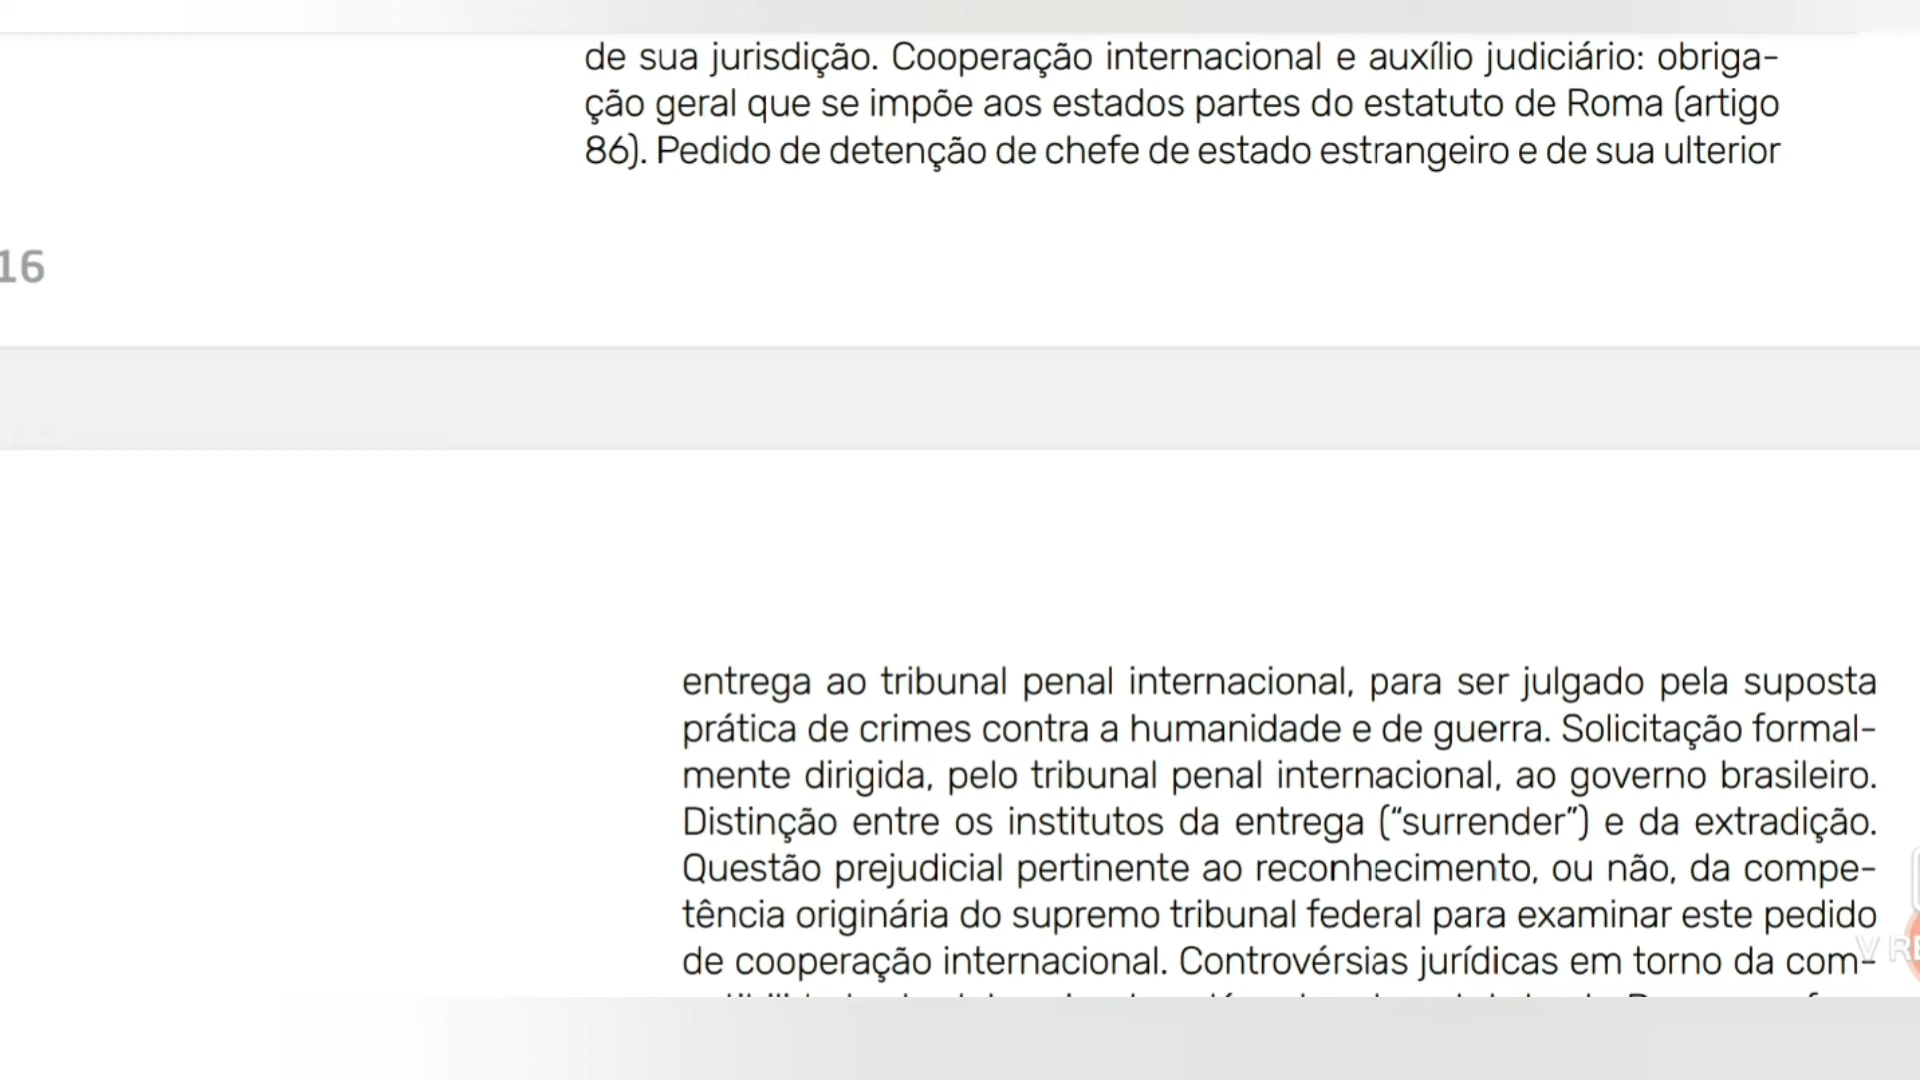 de sua jurisdição. Cooperação internacional e auxílio judiciário: obriga-
ção geral que se impõe aos estados partes do estatuto de Roma (artigo
86). Pedido de detenção de chefe de estado estrangeiro e de sua ulterior
16
entrega ao tribunal penal internacional, para ser julgado pela suposta
prática de crimes contra a humanidade e de guerra. Solicitação formal-
mente dirigida, pelo tribunal penal internacional, ao governo brasileiro.
Distinção entre os institutos da entrega (“surrender”) e da extradição.
Questão prejudicial pertinente ao reconhecimento, ou não, da compe-
tência originária do supremo tribunal federal para examinar este pedido
de cooperação internacional. Controvérsias jurídicas em torno da com-